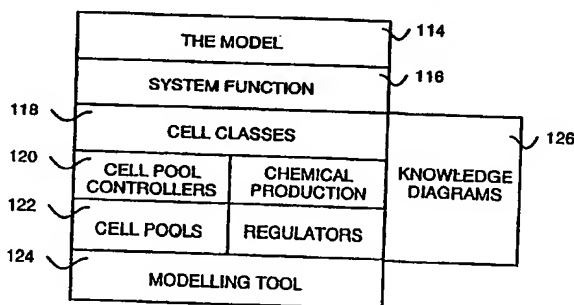 THE MODEL
114
SYSTEM FUNCTION
116
118
CELL CLASSES
126
120
CELL POOL
CONTROLLERS
CHEMICAL
PRODUCTION
KNOWLEDGE
DIAGRAMS
122
CELL POOLS
REGULATORS
124
MODELLING TOOL